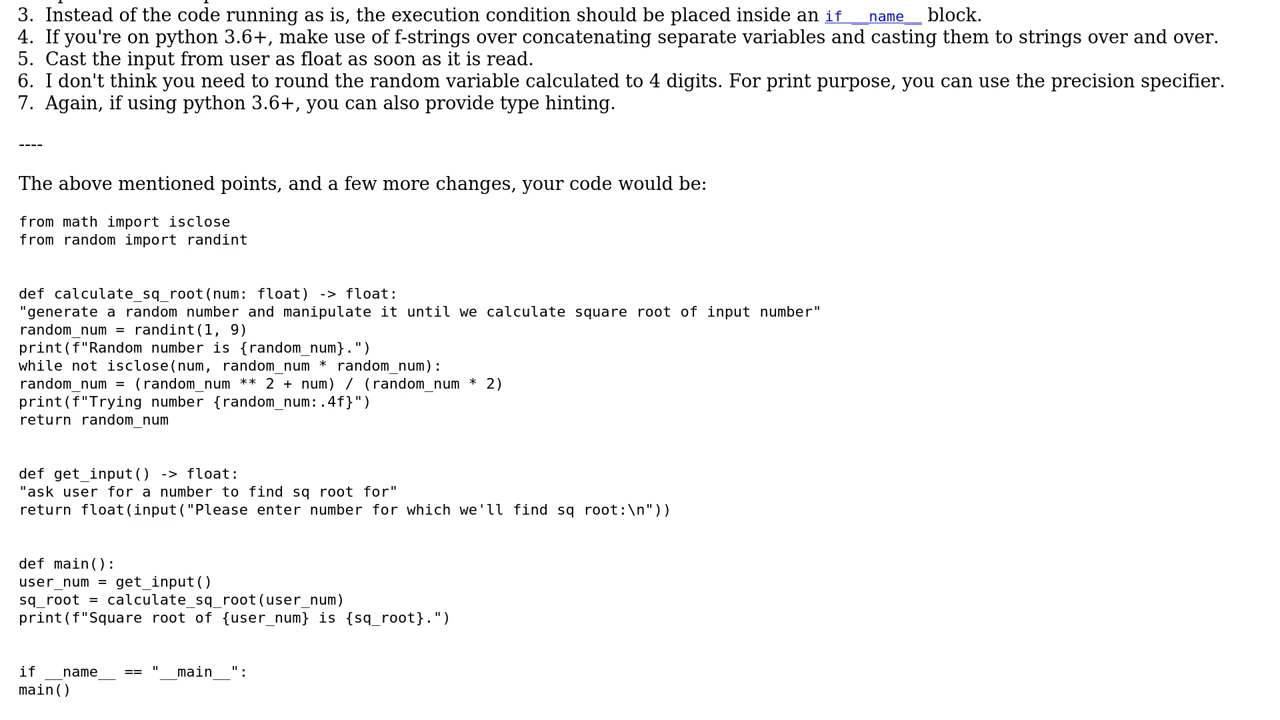 3. Instead of the code running as is, the execution condition should be placed inside an if __name__ block.
4. If you're on python 3.6+, make use of f-strings over concatenating separate variables and casting them to strings over and over.
5. Cast the input from user as float as soon as it is read.
6. I don't think you need to round the random variable calculated to 4 digits. For print purpose, you can use the precision specifier.
7. Again, if using python 3.6+, you can also provide type hinting.
----
The above mentioned points, and a few more changes, your code would be:
from math import isclose
from random import randint
def calculate_sq_root(num: float) -> float:
"generate a random number and manipulate it until we calculate square root of input number"
random_num = randint(1, 9)
print(f"Random number is {random_num}.")
while not isclose(num, random_num * random_num):
random_num = (random_num ** 2 + num) / (random_num * 2)
print(f"Trying number {random_num:.4f}")
return random_num
def get_input() -> float:
"ask user for a number to find sq root for"
return float(input("Please enter number for which we'll find sq root:\n"))
def main():
user_num = get_input()
sq_root = calculate_sq_root(user_num)
print(f"Square root of {user_num} is {sq_root}.")
if __name__ == "__main__":
main()